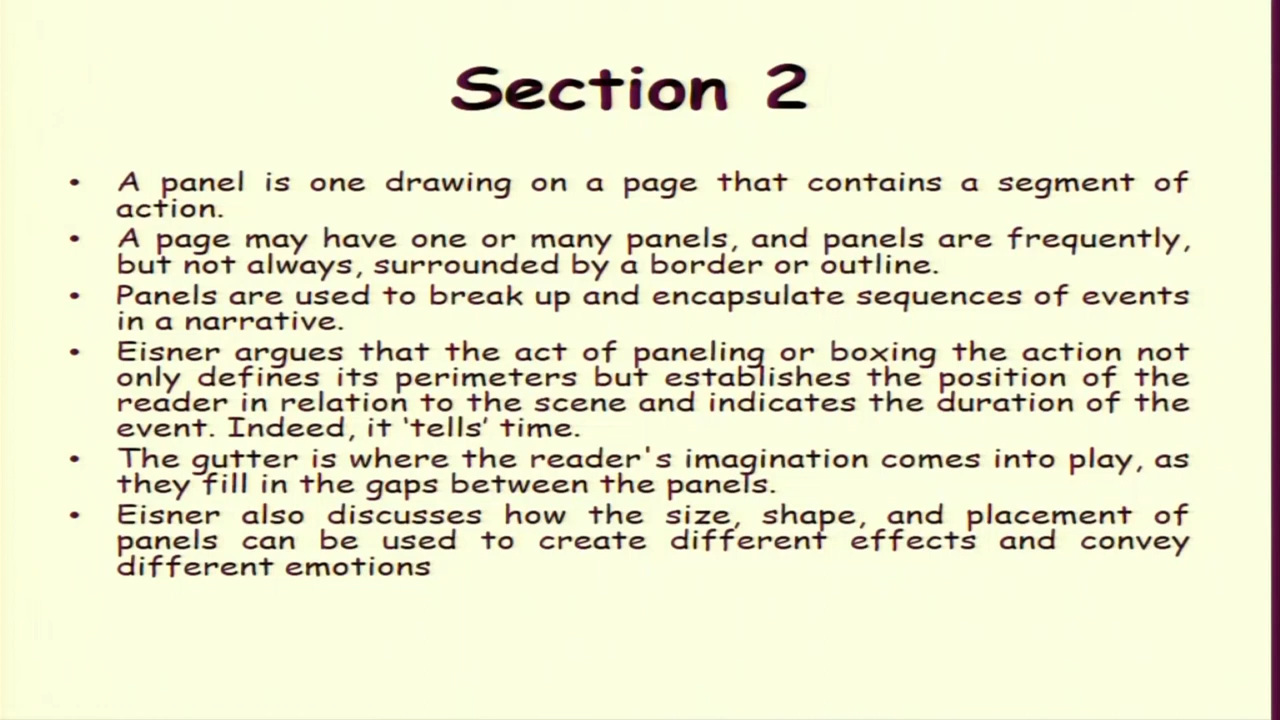 Section 2
• A panel is one drawing on a page that contains a segment of
action.
• A page may have one or many panels, and panels are frequently,
but not always, surrounded by a border or outline.
• Panels are used to break up and encapsulate sequences of events
in a narrative.
• Eisner argues that the act of paneling or boxing the action not
only defines its perimeters but establishes the position of the
reader in relation to the scene and indicates the duration of the
event. Indeed, it 'tells' time.
• The gutter is where the reader's imagination comes into play, as
they fill in the gaps between the panels.
• Eisner also discusses how the size, shape, and placement of
panels can be used to create different effects and convey
different emotions